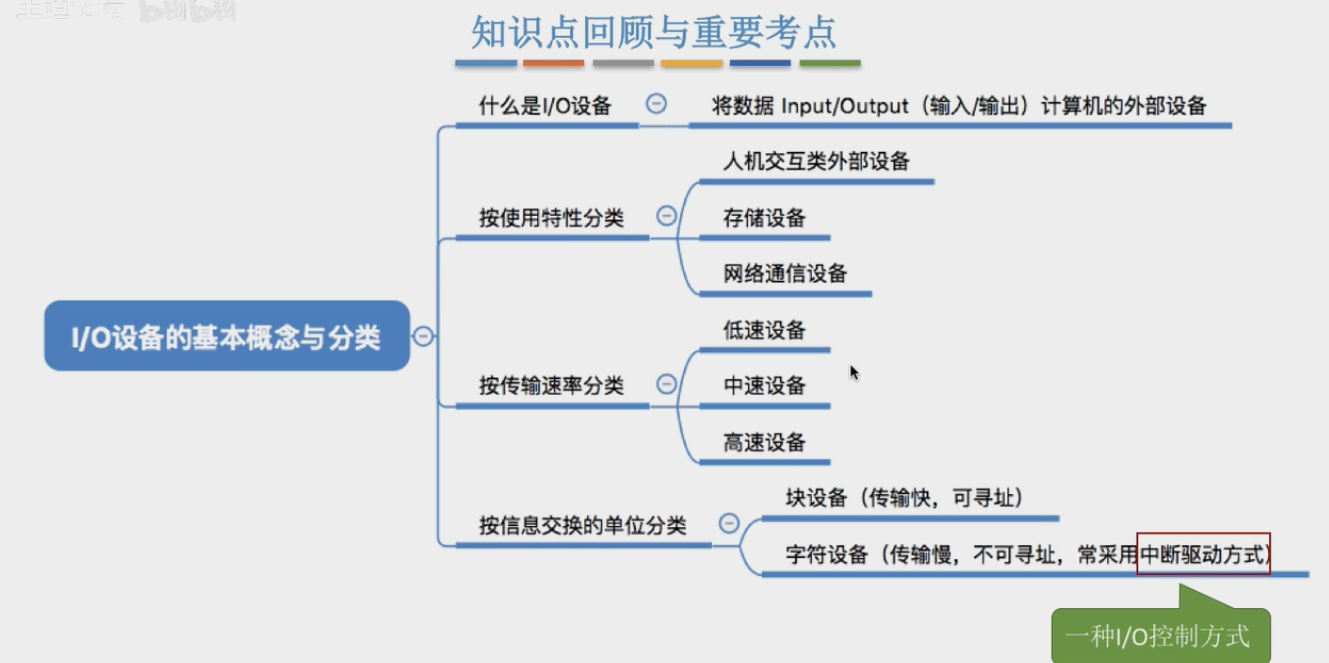 bilibili
知识点回顾与重要考点
什么是I/O设备
将数据 Input/Output（输入/输出）计算机的外部设备
人机交互类外部设备
按使用特性分类
存储设备
网络通信设备
I/O设备的基本概念与分类
低速设备
按传输速率分类
中速设备
高速设备
块设备（传输快，可寻址）
按信息交换的单位分类
字符设备（传输慢，不可寻址，常采用中断驱动方式）
一种I/O控制方式